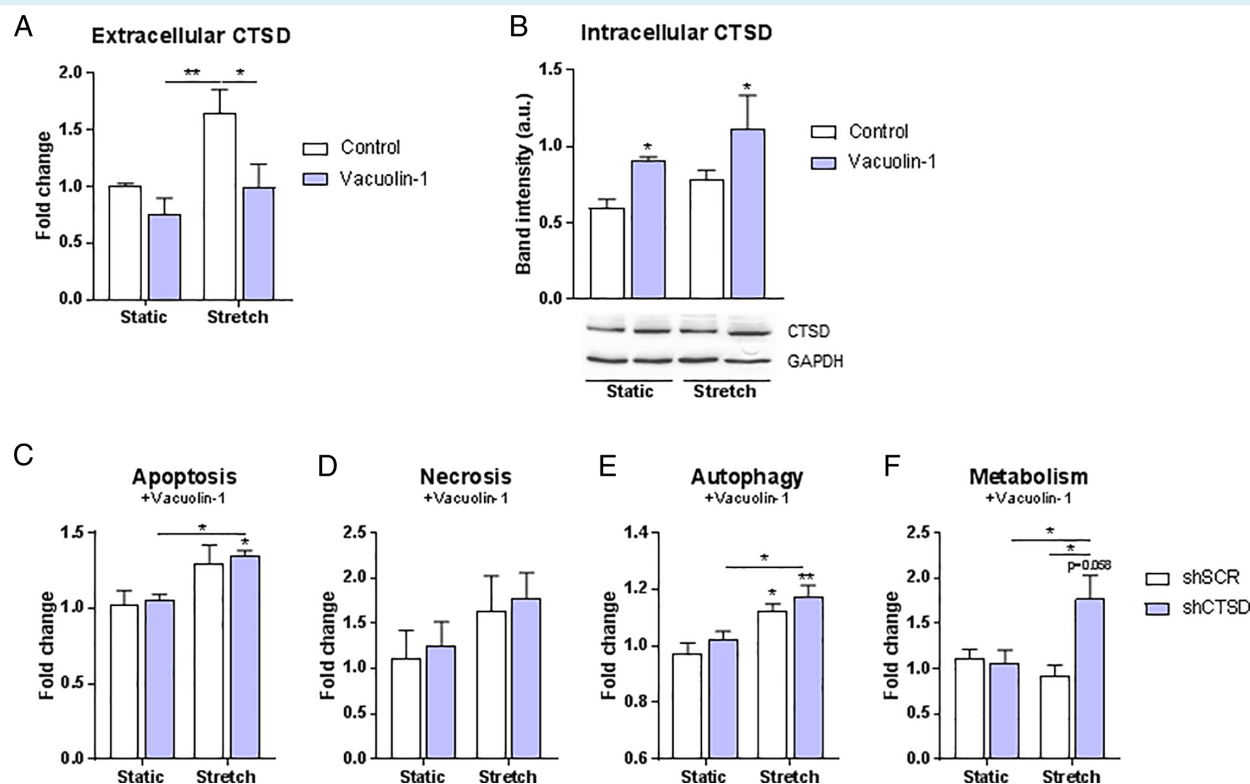 A
Extracellular CTSD
Fold change
2.0
1.5
1.0
0.5
0.0
** *
Static Stretch
Control
Vacuolin-1
B
Intracellular CTSD
Band intensity (a.u.)
1.5
1.0
0.5
0.0
*
*
Control
Vacuolin-1
CTSD
GAPDH
Static Stretch
C
Apoptosis
+Vacuolin-1
Fold change
1.5
1.0
0.5
0.0
*
*
Static Stretch
D
Necrosis
+Vacuolin-1
Fold change
2.5
2.0
1.5
1.0
0.5
0.0
Static Stretch
E
Autophagy
+Vacuolin-1
Fold change
1.4
1.2
1.0
0.8
0.6
*
* **
Static Stretch
F
Metabolism
+Vacuolin-1
Fold change
2.5
2.0
1.5
1.0
0.5
0.0
*
*
p=0.058
Static Stretch
shSCR
shCTSD